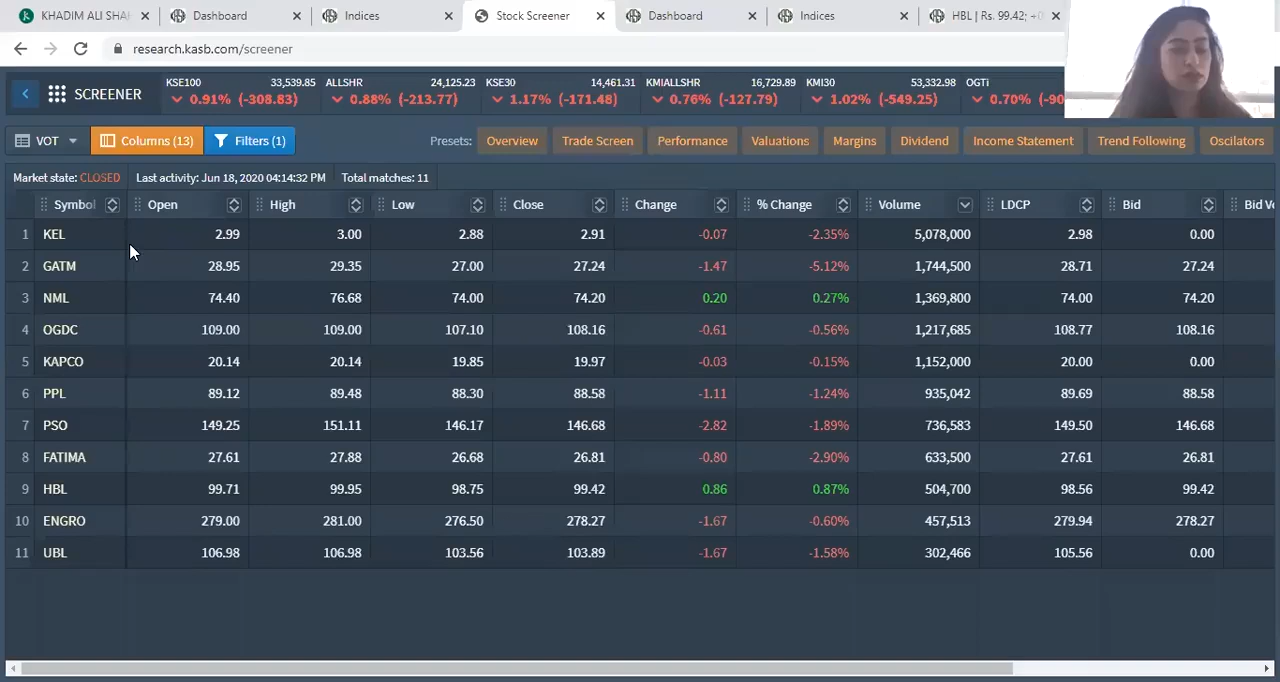 KHADIM ALI SHAH Dashboard Indices Stock Screener Dashboard Indices HBL | Rs. 99.42; +0
research.kasb.com/screener
SCREENER
KSE100 33,539.85 ALLSHR 24,125.23 KSE30 14,461.31 KMIALLSHR 16,729.89 KMI30 53,332.98 OGTi
0.91% (-308.83) 0.88% (-213.77) 1.17% (-171.48) 0.76% (-127.79) 1.02% (-549.25) 0.70% (-90
VOT Columns (13) Filters (1) Presets: Overview Trade Screen Performance Valuations Margins Dividend Income Statement Trend Following Oscilators
Market state: CLOSED Last activity: Jun 18, 2020 04:14:32 PM Total matches: 11
Symbol Open High Low Close Change % Change Volume LDCP Bid Bid Vo
1 KEL 2.99 3.00 2.88 2.91 -0.07 -2.35% 5,078,000 2.98 0.00
2 GATM 28.95 29.35 27.00 27.24 -1.47 -5.12% 1,744,500 28.71 27.24
3 NML 74.40 76.68 74.00 74.20 0.20 0.27% 1,369,800 74.00 74.20
4 OGDC 109.00 109.00 107.10 108.16 -0.61 -0.56% 1,217,685 108.77 108.16
5 KAPCO 20.14 20.14 19.85 19.97 -0.03 -0.15% 1,152,000 20.00 0.00
6 PPL 89.12 89.48 88.30 88.58 -1.11 -1.24% 935,042 89.69 88.58
7 PSO 149.25 151.11 146.17 146.68 -2.82 -1.89% 736,583 149.50 146.68
8 FATIMA 27.61 27.88 26.68 26.81 -0.80 -2.90% 633,500 27.61 26.81
9 HBL 99.71 99.95 98.75 99.42 0.86 0.87% 504,700 98.56 99.42
10 ENGRO 279.00 281.00 276.50 278.27 -1.67 -0.60% 457,513 279.94 278.27
11 UBL 106.98 106.98 103.56 103.89 -1.67 -1.58% 302,466 105.56 0.00